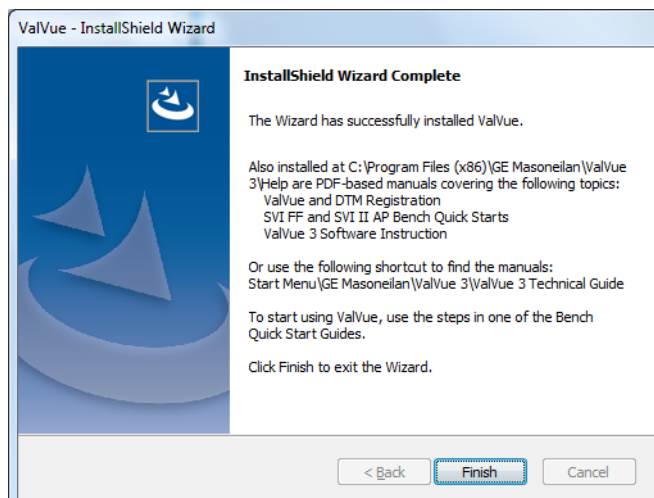 ValVue - InstallShield Wizard
InstallShield Wizard Complete
The Wizard has successfully installed ValVue.
Also installed at C:\Program Files (x86)\GE Masoneilan\ValVue
3\Help are PDF-based manuals covering the following topics:
ValVue and DTM Registration
SVI FF and SVI II AP Bench Quick Starts
ValVue 3 Software Instruction
Or use the following shortcut to find the manuals:
Start Menu\GE Masoneilan\ValVue 3\ValVue 3 Technical Guide
To start using ValVue, use the steps in one of the Bench
Quick Start Guides.
Click Finish to exit the Wizard.
< Back
Finish
Cancel